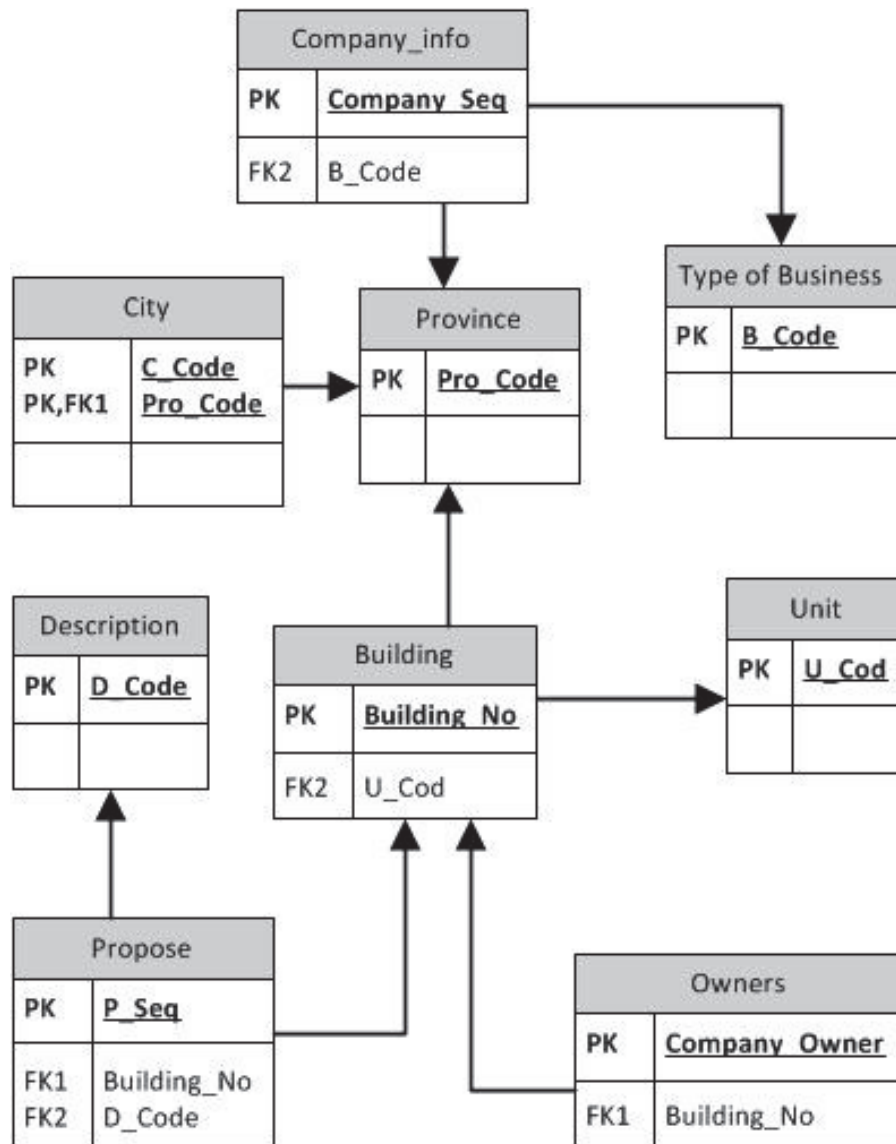 Company_info
PK Company_Seq
FK2 B_Code
Type of Business
PK B_Code
City
PK C_Code
PK,FK1 Pro_Code
Province
PK Pro_Code
Description
PK D_Code
Building
PK Building_No
FK2 U_Cod
Unit
PK U_Cod
Propose
PK P_Seq
FK1 Building_No
FK2 D_Code
Owners
PK Company_Owner
FK1 Building_No